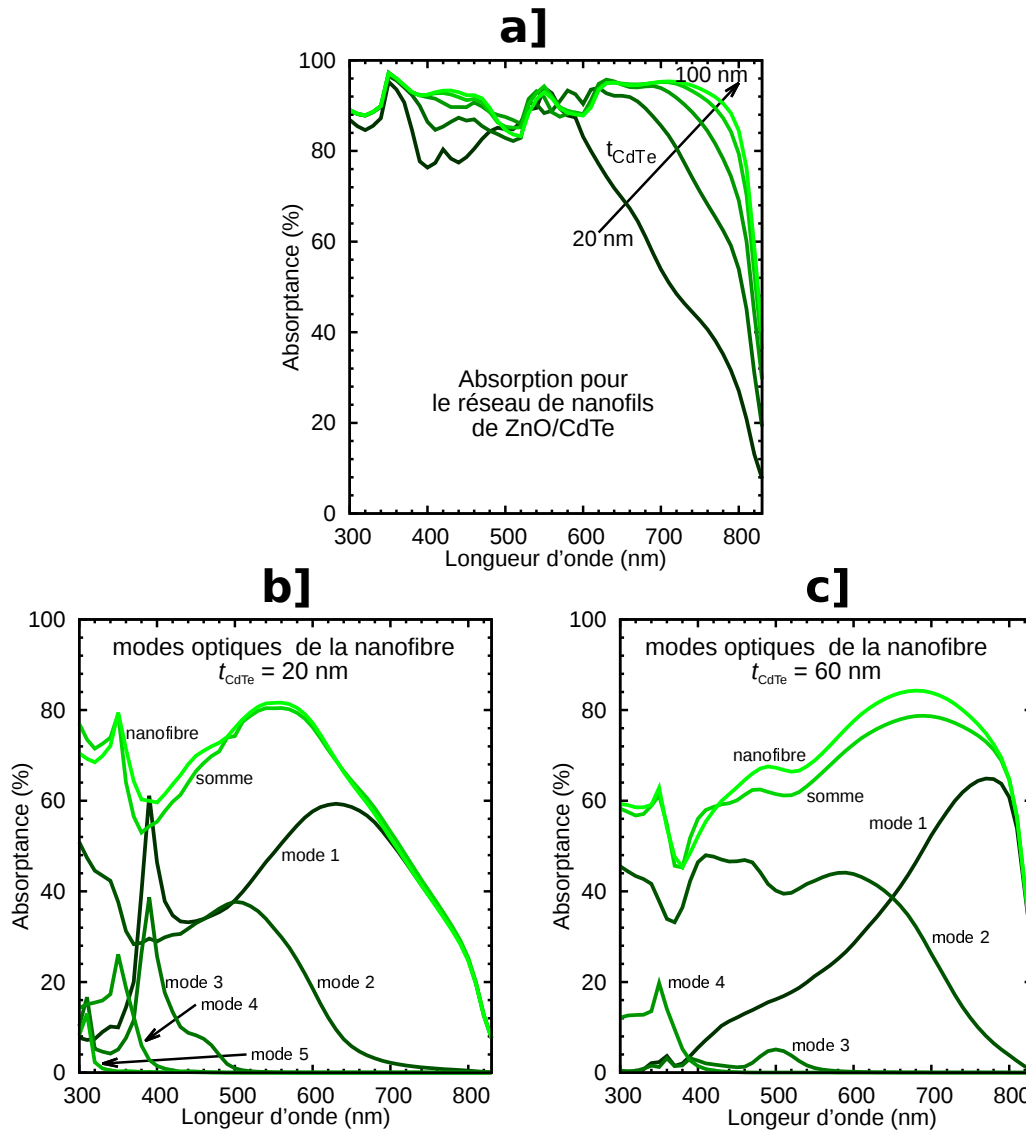 a]
100
80
60
40
20
0
Absorptance (%)
100 nm
tCdTe
20 nm
Absorption pour
le réseau de nanofils
de ZnO/CdTe
300 400 500 600 700 800
Longueur d'onde (nm)
b]
100
80
60
40
20
0
Absorptance (%)
modes optiques de la nanofibre
tCdTe = 20 nm
nanofibre
somme
mode 1
mode 2
mode 3
mode 4
mode 5
300 400 500 600 700 800
Longeur d'onde (nm)
c]
100
80
60
40
20
0
Absorptance (%)
modes optiques de la nanofibre
tCdTe = 60 nm
nanofibre
somme
mode 1
mode 2
mode 4
mode 3
300 400 500 600 700 800
Longeur d'onde (nm)